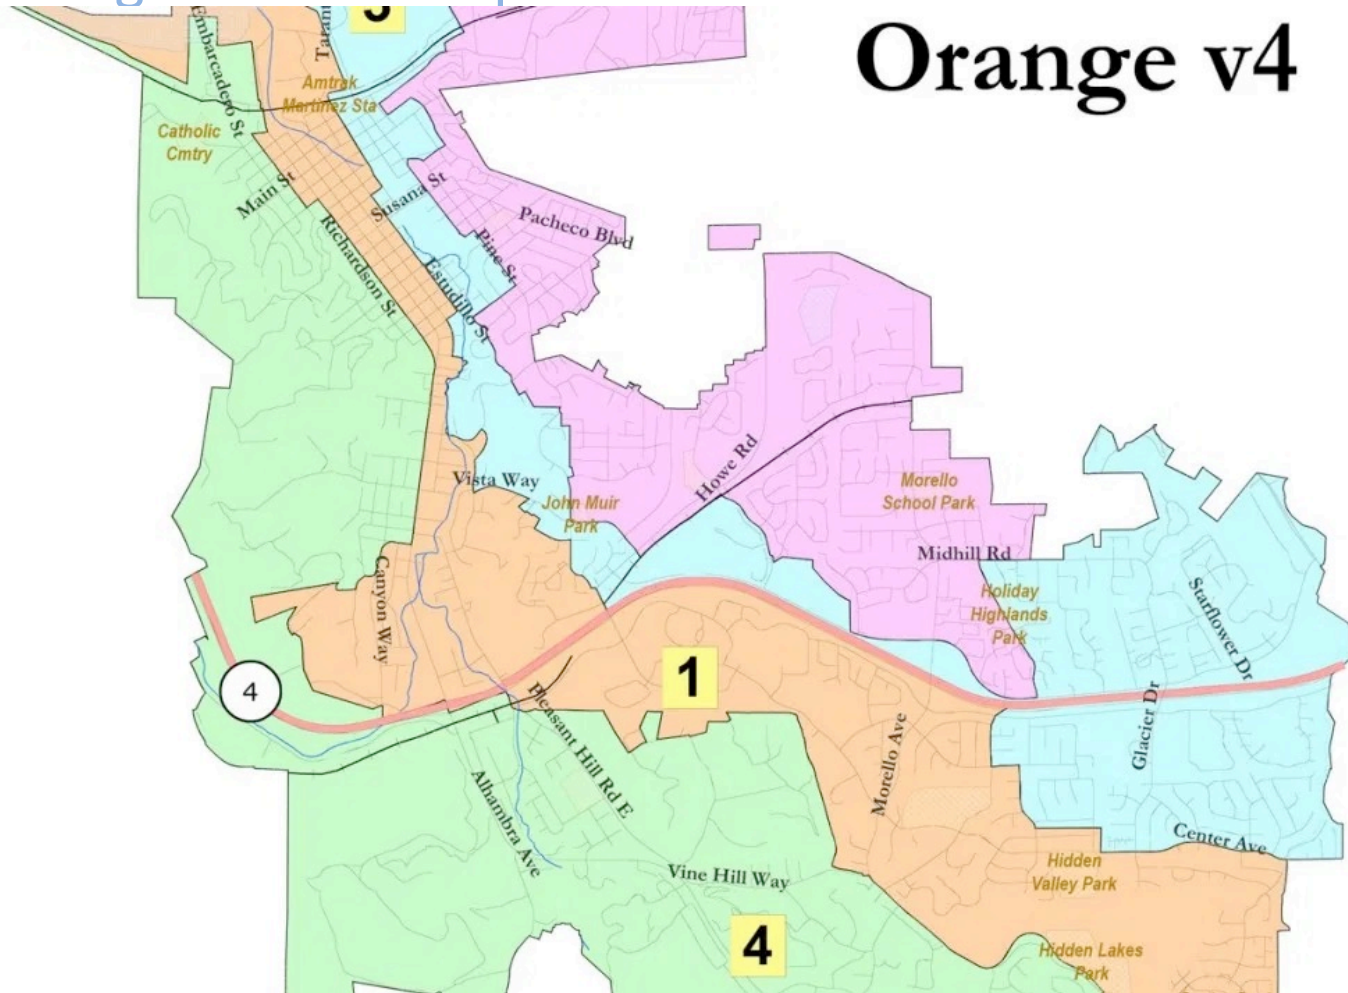 Orange v4
3
Embarcadero St
Amtrak
Martinez Sta
Catholic
Cmtry
Main St
Susana St
Richardson St
Pacheco Blvd
Pine St
Estudillo St
Howe Rd
Vista Way
John Muir
Park
Morello
School Park
Midhill Rd
Holiday
Highlands
Park
Starflower Dr
Canyon Way
4
1
Pleasant Hill Rd E
Morello Ave
Glacier Dr
Alhambra Ave
Center Ave
Vine Hill Way
Hidden
Valley Park
4
Hidden Lakes
Park